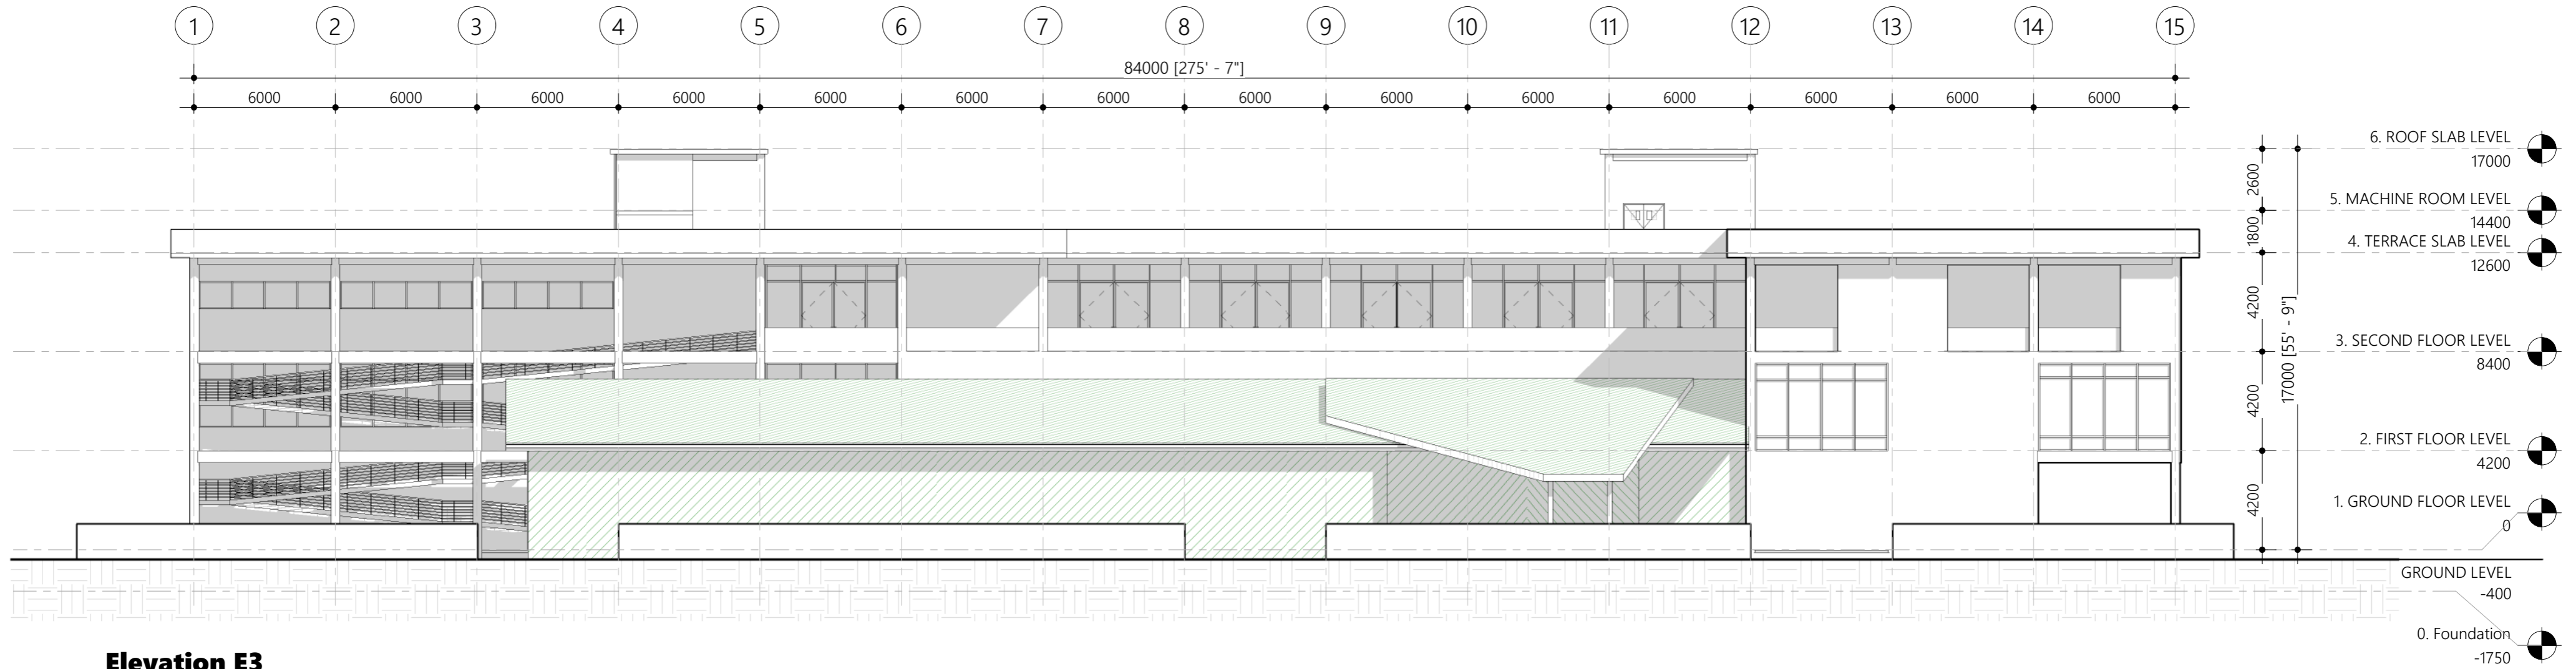 1 2 3 4 5 6 7 8 9 10 11 12 13 14 15
84000 [275' - 7"]
6000 6000 6000 6000 6000 6000 6000 6000 6000 6000 6000 6000 6000 6000
6. ROOF SLAB LEVEL
17000
2600
5. MACHINE ROOM LEVEL
14400
1800
4. TERRACE SLAB LEVEL
12600
4200
17000 [55' - 9"]
3. SECOND FLOOR LEVEL
8400
4200
2. FIRST FLOOR LEVEL
4200
4200
1. GROUND FLOOR LEVEL
0
GROUND LEVEL
-400
0. Foundation
-1750
Elevation E3